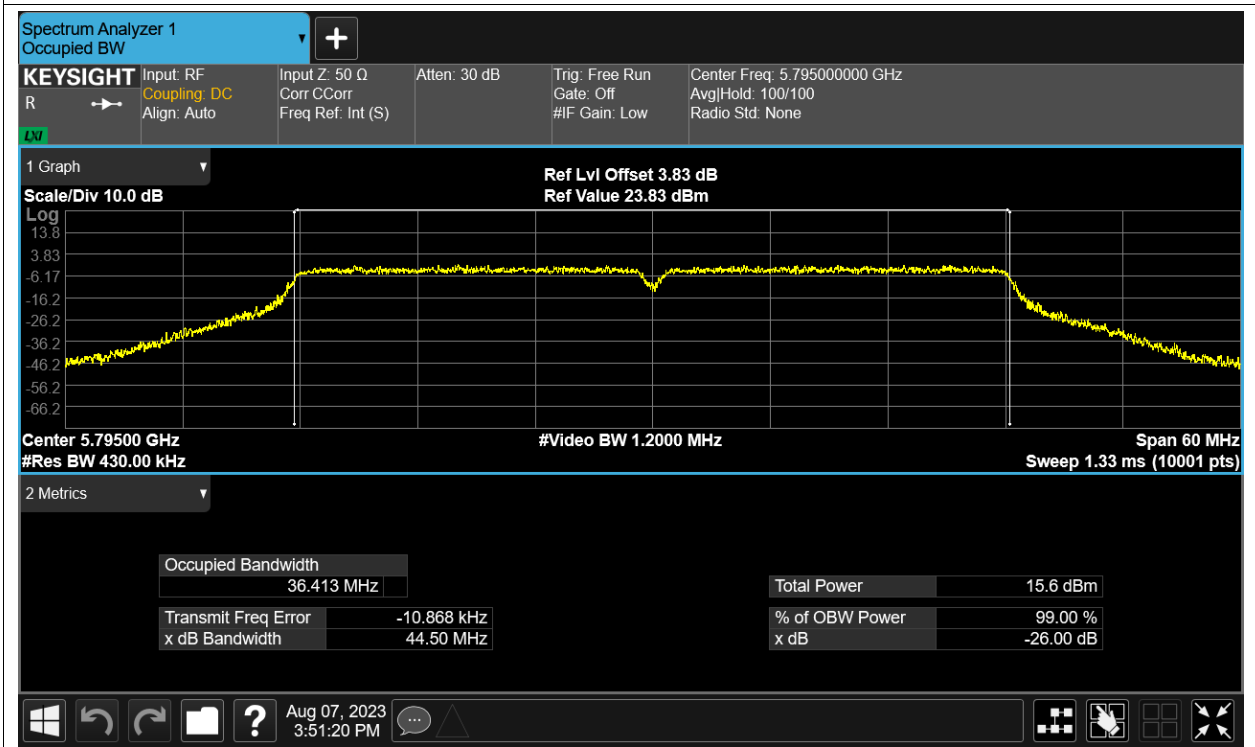 Spectrum Analyzer 1
Occupied BW
KEYSIGHT
R
LXI
Input: RF
Coupling: DC
Align: Auto
Input Z: 50 Ω
Corr CCorr
Freq Ref: Int (S)
Atten: 30 dB
Trig: Free Run
Gate: Off
#IF Gain: Low
Center Freq: 5.795000000 GHz
Avg|Hold: 100/100
Radio Std: None
1 Graph
Scale/Div 10.0 dB
Ref Lvl Offset 3.83 dB
Ref Value 23.83 dBm
Log
13.8
3.83
-6.17
-16.2
-26.2
-36.2
-46.2
-56.2
-66.2
Center 5.79500 GHz
#Video BW 1.2000 MHz
Span 60 MHz
#Res BW 430.00 kHz
Sweep 1.33 ms (10001 pts)
2 Metrics
Occupied Bandwidth
36.413 MHz
Transmit Freq Error -10.868 kHz
x dB Bandwidth 44.50 MHz
Total Power 15.6 dBm
% of OBW Power 99.00 %
x dB -26.00 dB
?
Aug 07, 2023
3:51:20 PM